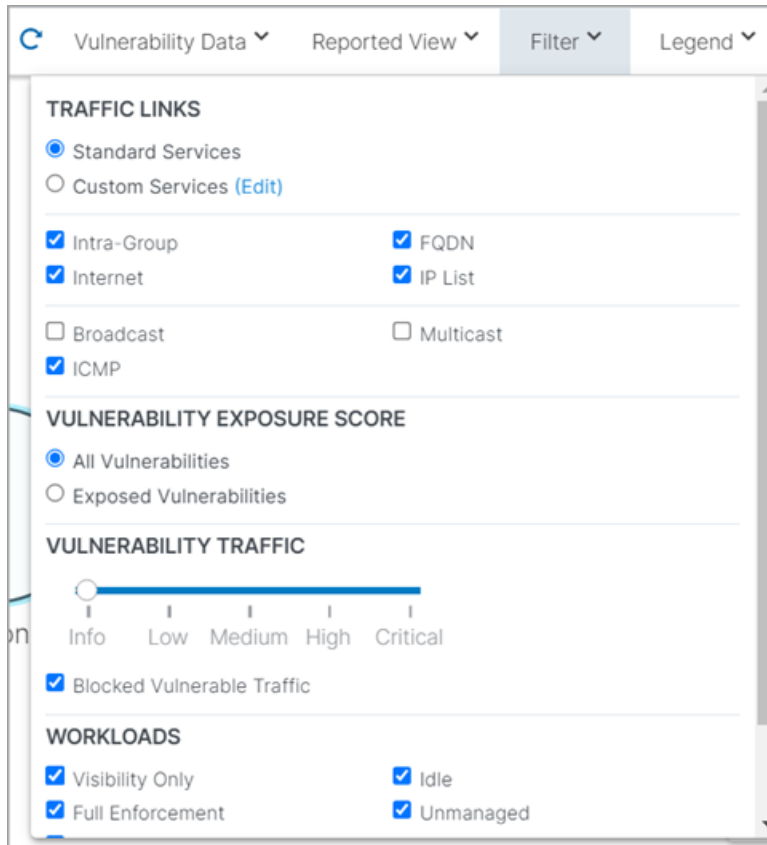 Vulnerability Data Reported View Filter Legend
TRAFFIC LINKS
Standard Services
Custom Services (Edit)
Intra-Group FQDN
Internet IP List
Broadcast Multicast
ICMP
VULNERABILITY EXPOSURE SCORE
All Vulnerabilities
Exposed Vulnerabilities
VULNERABILITY TRAFFIC
on Info Low Medium High Critical
Blocked Vulnerable Traffic
WORKLOADS
Visibility Only Idle
Full Enforcement Unmanaged